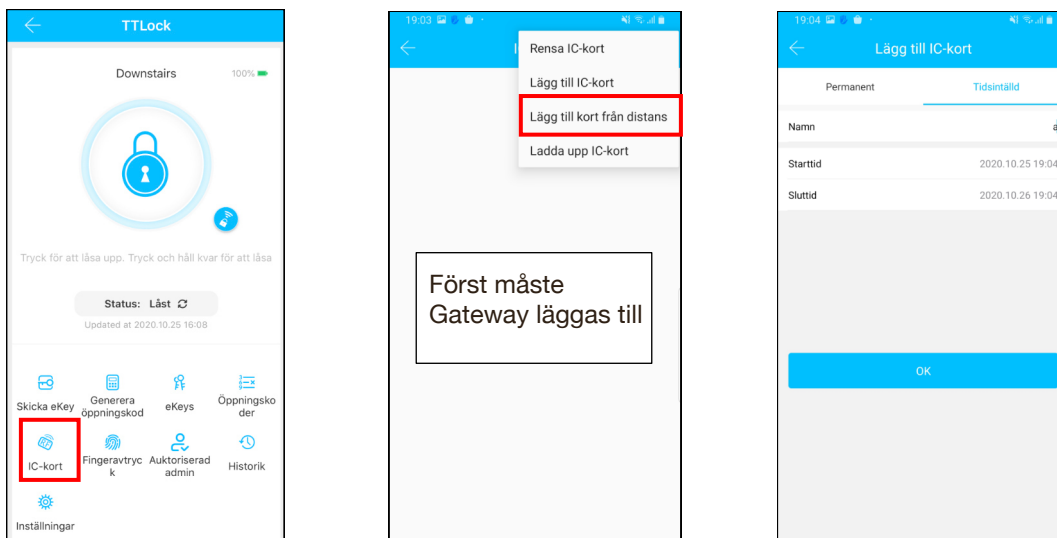 TTLock
Downstairs
100%
Tryck för att låsa upp. Tryck och håll kvar för att låsa
Status: Låst
Updated at 2020.10.25 16:08
Skicka eKey
Generera
öppningskod
eKeys
Öppningsko
der
IC-kort
Fingeravtryc
k
Auktoriserad
admin
Historik
Inställningar
19:03
Rensa IC-kort
Lägg till IC-kort
Lägg till kort från distans
Ladda upp IC-kort
Först måste
Gateway läggas till
19:04
Lägg till IC-kort
Permanent
Tidsintälld
Namn
a
Starttid
2020.10.25 19:04
Sluttid
2020.10.26 19:04
OK